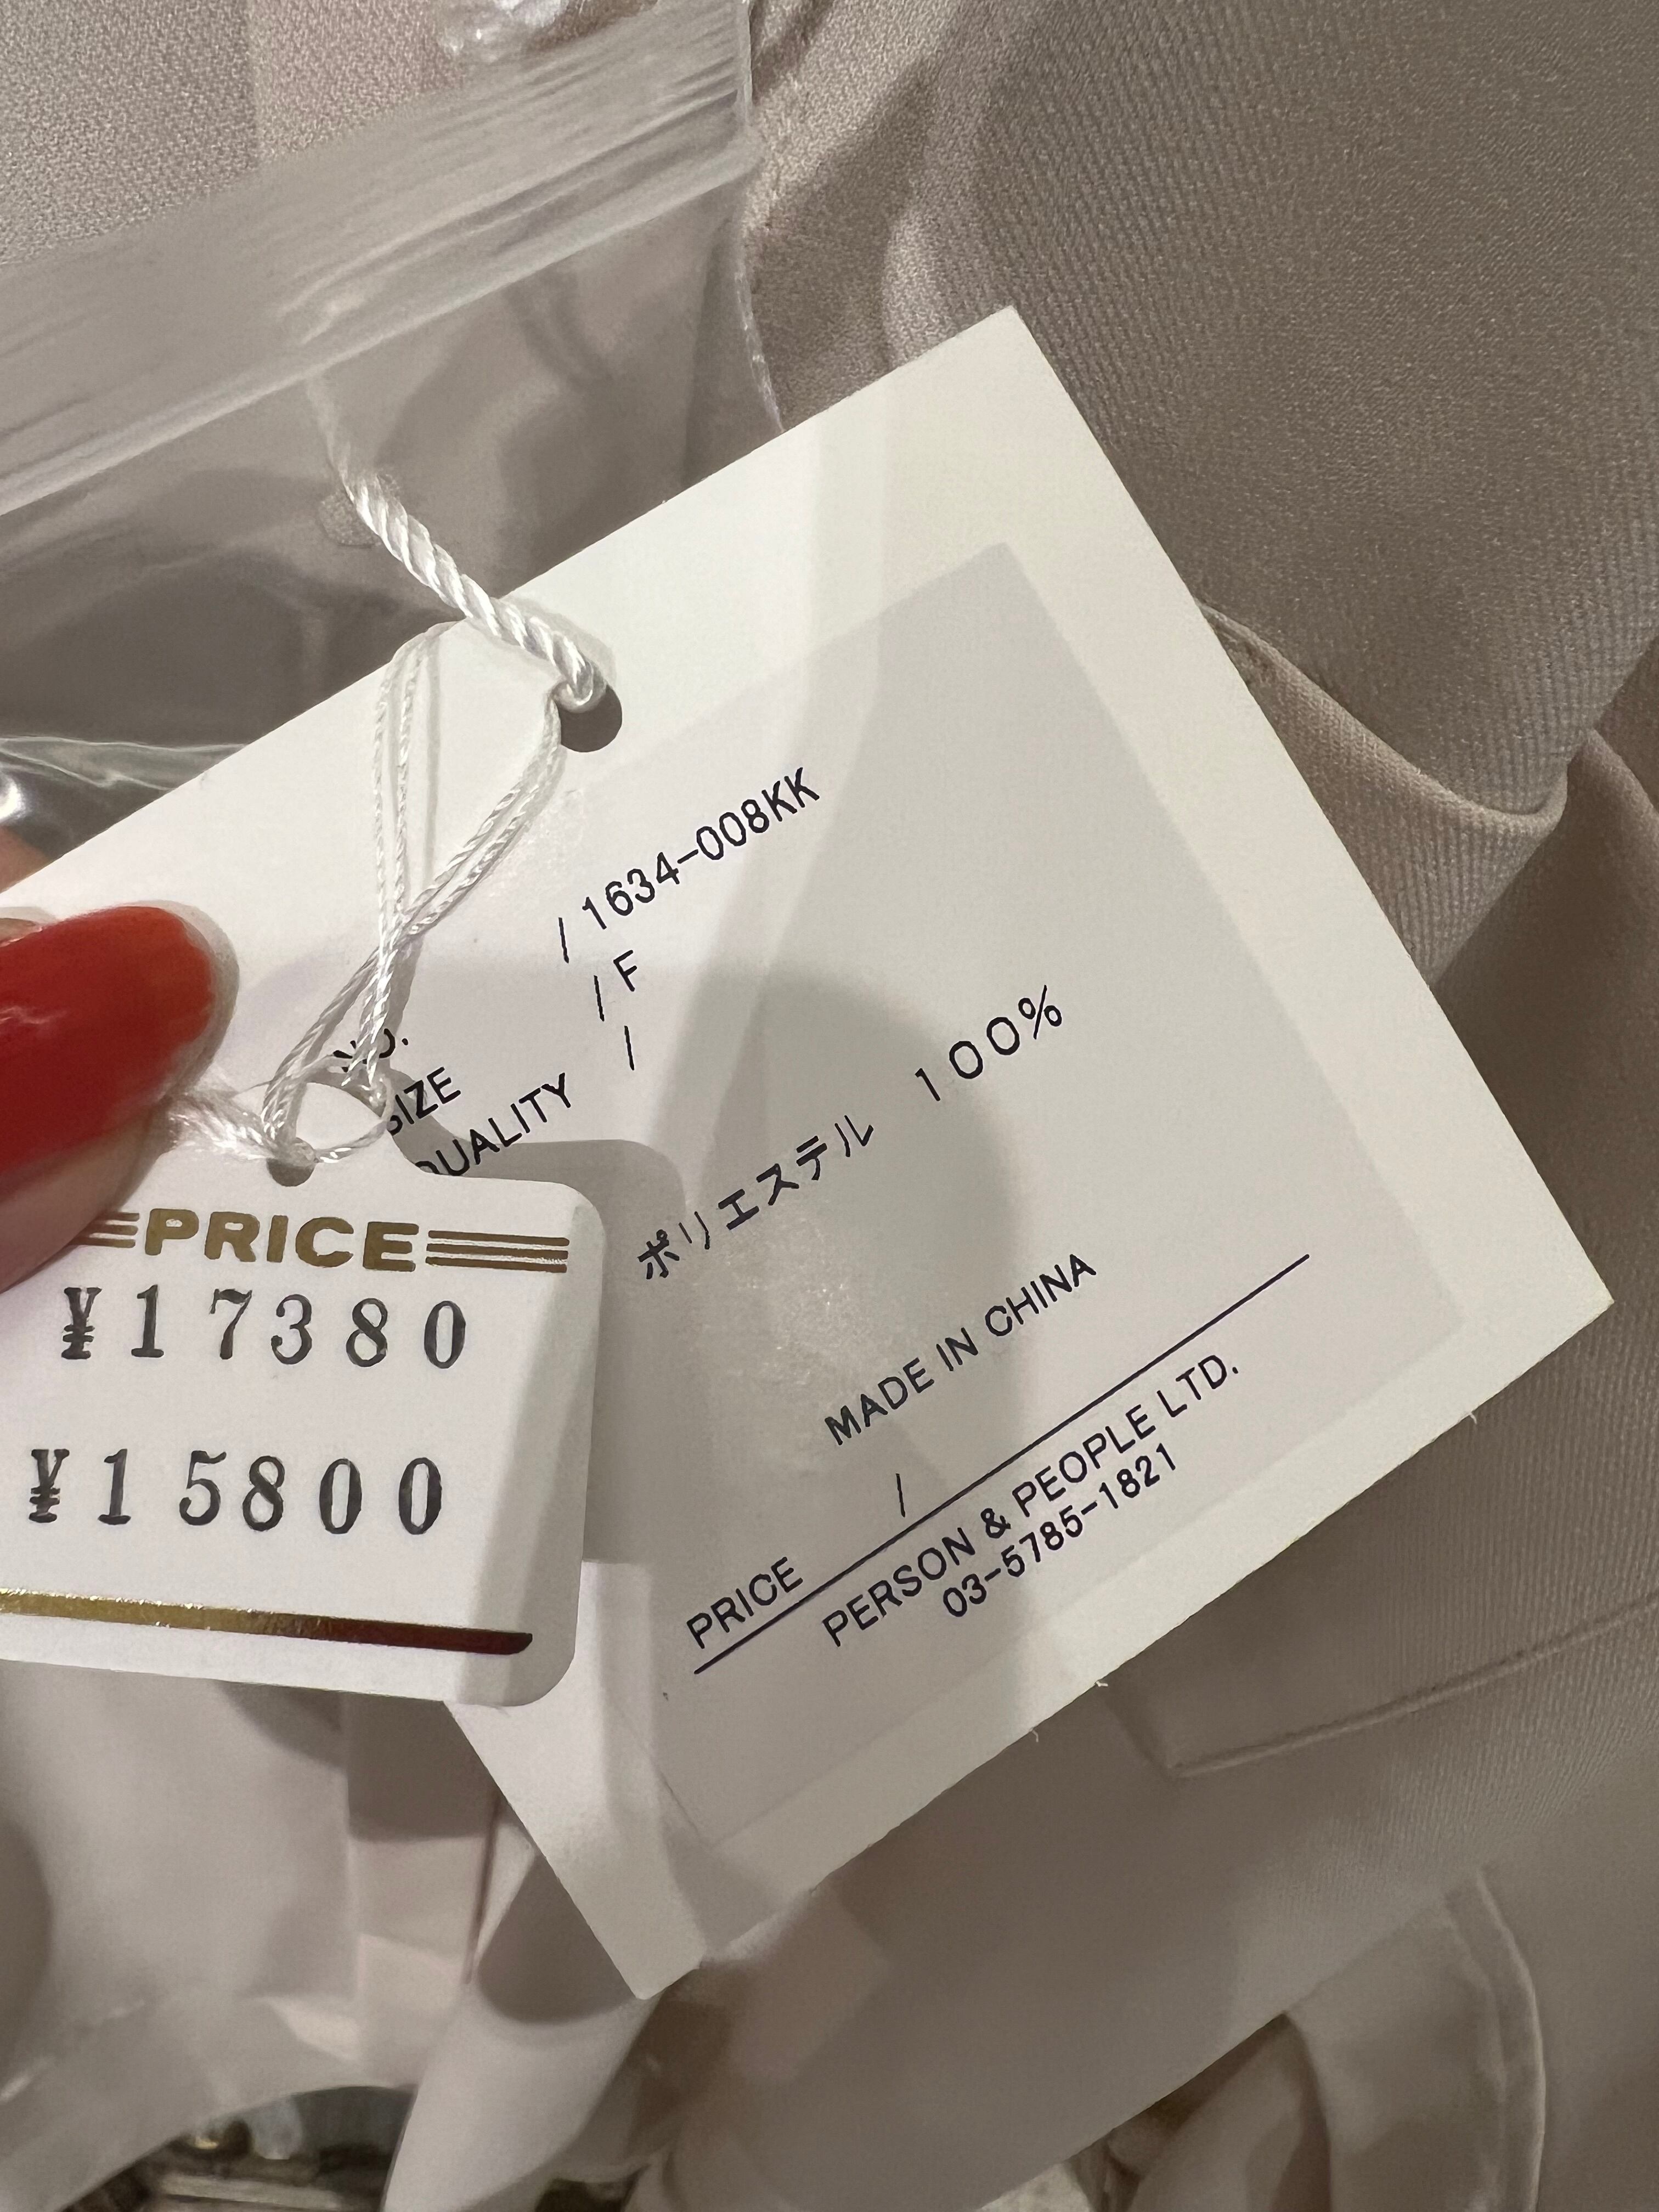 NO. / 1634-008KK
SIZE / F
QUALITY /
ポリエステル 100%
MADE IN CHINA
PRICE /
PERSON & PEOPLE LTD.
03-5785-1821
PRICE
¥17380
¥15800